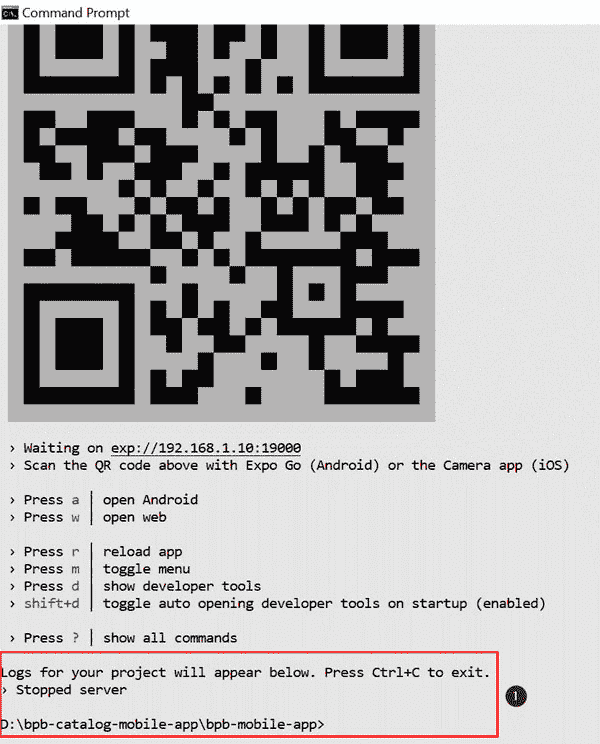 Command Prompt
› Waiting on exp://192.168.1.10:19000
› Scan the QR code above with Expo Go (Android) or the Camera app (iOS)
› Press a │ open Android
› Press w │ open web
› Press r │ reload app
› Press m │ toggle menu
› Press d │ show developer tools
› shift+d │ toggle auto opening developer tools on startup (enabled)
› Press ? │ show all commands
Logs for your project will appear below. Press Ctrl+C to exit.
› Stopped server
1
D:\bpb-catalog-mobile-app\bpb-mobile-app>